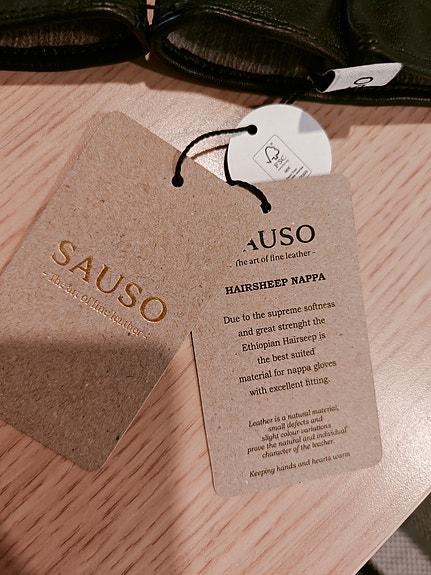 SAUSO
- The art of fine leather -
FSC
AUSO
The art of fine leather -
HAIRSHEEP NAPPA
Due to the supreme softness
and great strenght the
Ethiopian Hairseep is
the best suited
material for nappa gloves
with excellent fitting.
Leather is a natural material,
small defects and
slight colour variations
prove the natural and individual
character of the leather.
Keeping hands and hearts warm